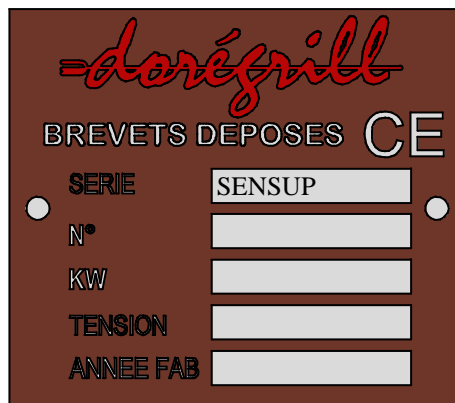 dorégrill
BREVETS DEPOSES CE
SERIE SENSUP
N°
KW
TENSION
ANNEE FAB